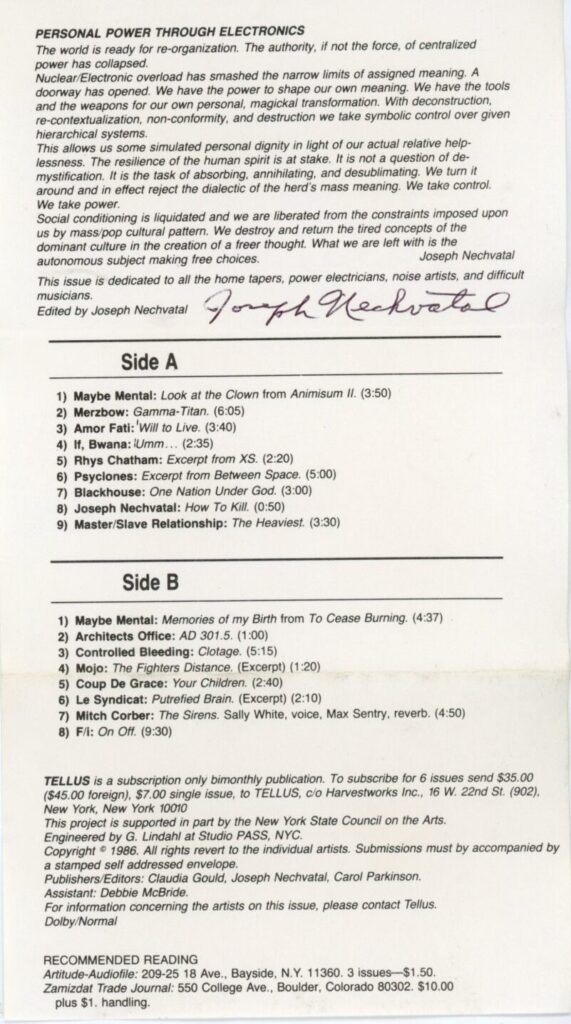 PERSONAL POWER THROUGH ELECTRONICS
The world is ready for re-organization. The authority, if not the force, of centralized
power has collapsed.
Nuclear/Electronic overload has smashed the narrow limits of assigned meaning. A
doorway has opened. We have the power to shape our own meaning. We have the tools
and the weapons for our own personal, magickal transformation. With deconstruction,
re-contextualization, non-conformity, and destruction we take symbolic control over given
hierarchical systems.
This allows us some simulated personal dignity in light of our actual relative help-
lessness. The resilience of the human spirit is at stake. It is not a question of de-
mystification. It is the task of absorbing, annihilating, and desublimating. We turn it
around and in effect reject the dialectic of the herd's mass meaning. We take control.
We take power.
Social conditioning is liquidated and we are liberated from the constraints imposed upon
us by mass/pop cultural pattern. We destroy and return the tired concepts of the
dominant culture in the creation of a freer thought. What we are left with is the
autonomous subject making free choices. Joseph Nechvatal
This issue is dedicated to all the home tapers, power electricians, noise artists, and difficult
musicians.
Edited by Joseph Nechvatal Joseph Nechvatal
Side A
1) Maybe Mental: Look at the Clown from Animisum II. (3:50)
2) Merzbow: Gamma-Titan. (6:05)
3) Amor Fati: Will to Live. (3:40)
4) If, Bwana: Umm... (2:35)
5) Rhys Chatham: Excerpt from XS. (2:20)
6) Psyclones: Excerpt from Between Space. (5:00)
7) Blackhouse: One Nation Under God. (3:00)
8) Joseph Nechvatal: How To Kill. (0:50)
9) Master/Slave Relationship: The Heaviest. (3:30)
Side B
1) Maybe Mental: Memories of my Birth from To Cease Burning. (4:37)
2) Architects Office: AD 301.5. (1:00)
3) Controlled Bleeding: Clotage. (5:15)
4) Mojo: The Fighters Distance. (Excerpt) (1:20)
5) Coup De Grace: Your Children. (2:40)
6) Le Syndicat: Putrefied Brain. (Excerpt) (2:10)
7) Mitch Corber: The Sirens. Sally White, voice, Max Sentry, reverb. (4:50)
8) F/i: On Off. (9:30)
TELLUS is a subscription only bimonthly publication. To subscribe for 6 issues send $35.00
($45.00 foreign), $7.00 single issue, to TELLUS, c/o Harvestworks Inc., 16 W. 22nd St. (902),
New York, New York 10010
This project is supported in part by the New York State Council on the Arts.
Engineered by G. Lindahl at Studio PASS, NYC.
Copyright © 1986. All rights revert to the individual artists. Submissions must by accompanied by
a stamped self addressed envelope.
Publishers/Editors: Claudia Gould, Joseph Nechvatal, Carol Parkinson.
Assistant: Debbie McBride.
For information concerning the artists on this issue, please contact Tellus.
Dolby/Normal
RECOMMENDED READING
Artitude-Audiofile: 209-25 18 Ave., Bayside, N.Y. 11360. 3 issues—$1.50.
Zamizdat Trade Journal: 550 College Ave., Boulder, Colorado 80302. $10.00
plus $1. handling.